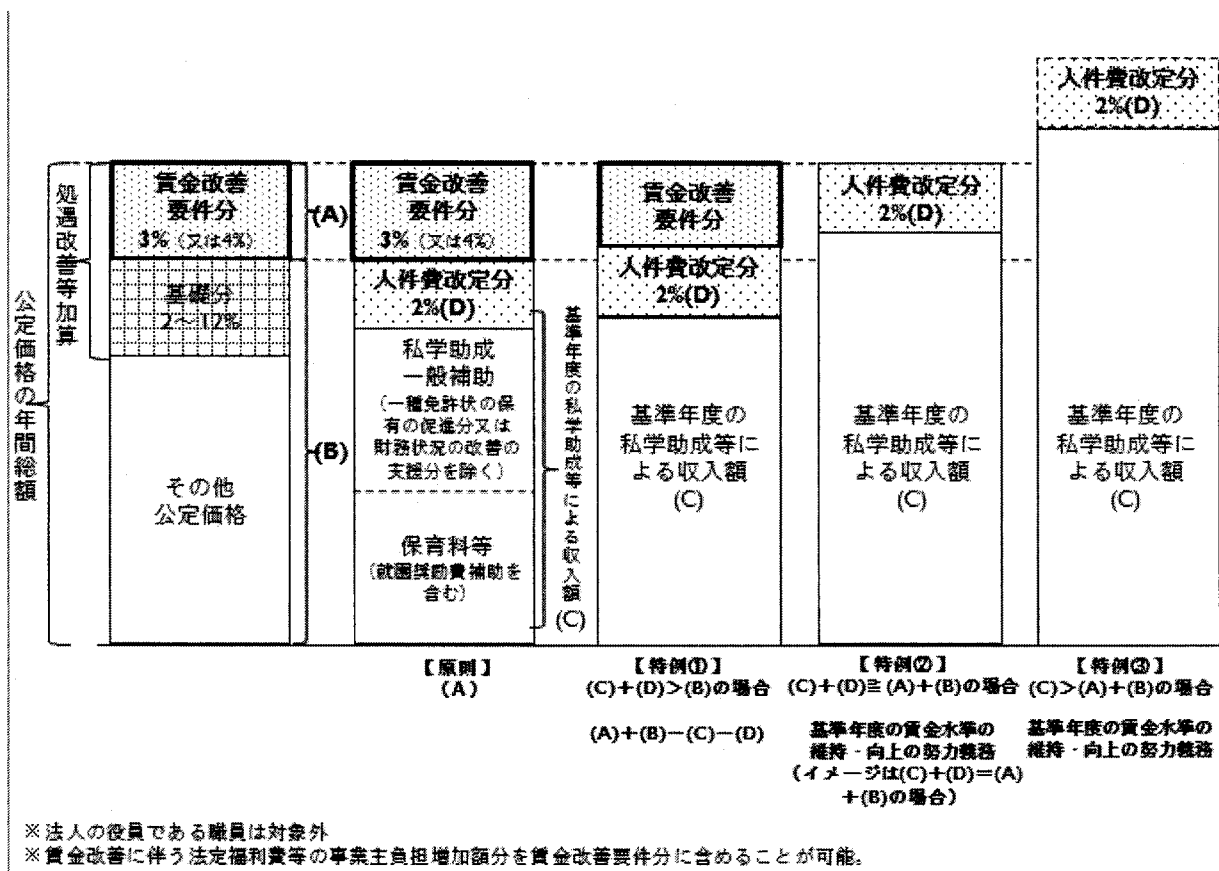 公定価格の年間総額
処遇改善等加算
賃金改善
要件分
3%（又は4%）
基礎分
2～12%
その他
公定価格
(A)
(B)
賃金改善
要件分
3%（又は4%）
人件費改定分
2%(D)
私学助成
一般補助
（一種免許状の保
有の促進分又は
財務状況の改善の
支援分を除く）
保育料等
（就園奨励費補助を
含む）
基準年度の私学助成等による収入額
(C)
【原則】
(A)
賃金改善
要件分
人件費改定分
2%(D)
基準年度の
私学助成等に
よる収入額
(C)
【特例①】
(C)+(D)>(B)の場合
(A)+(B)−(C)−(D)
人件費改定分
2%(D)
基準年度の
私学助成等に
よる収入額
(C)
【特例②】
(C)+(D)≧(A)+(B)の場合
基準年度の賃金水準の
維持・向上の努力義務
（イメージは(C)+(D)＝(A)
+(B)の場合）
人件費改定分
2%(D)
基準年度の
私学助成等に
よる収入額
(C)
【特例③】
(C)>(A)+(B)の場合
基準年度の賃金水準の
維持・向上の努力義務
※法人の役員である職員は対象外
※賃金改善に伴う法定福利費等の事業主負担増加額分を賃金改善要件分に含めることが可能。